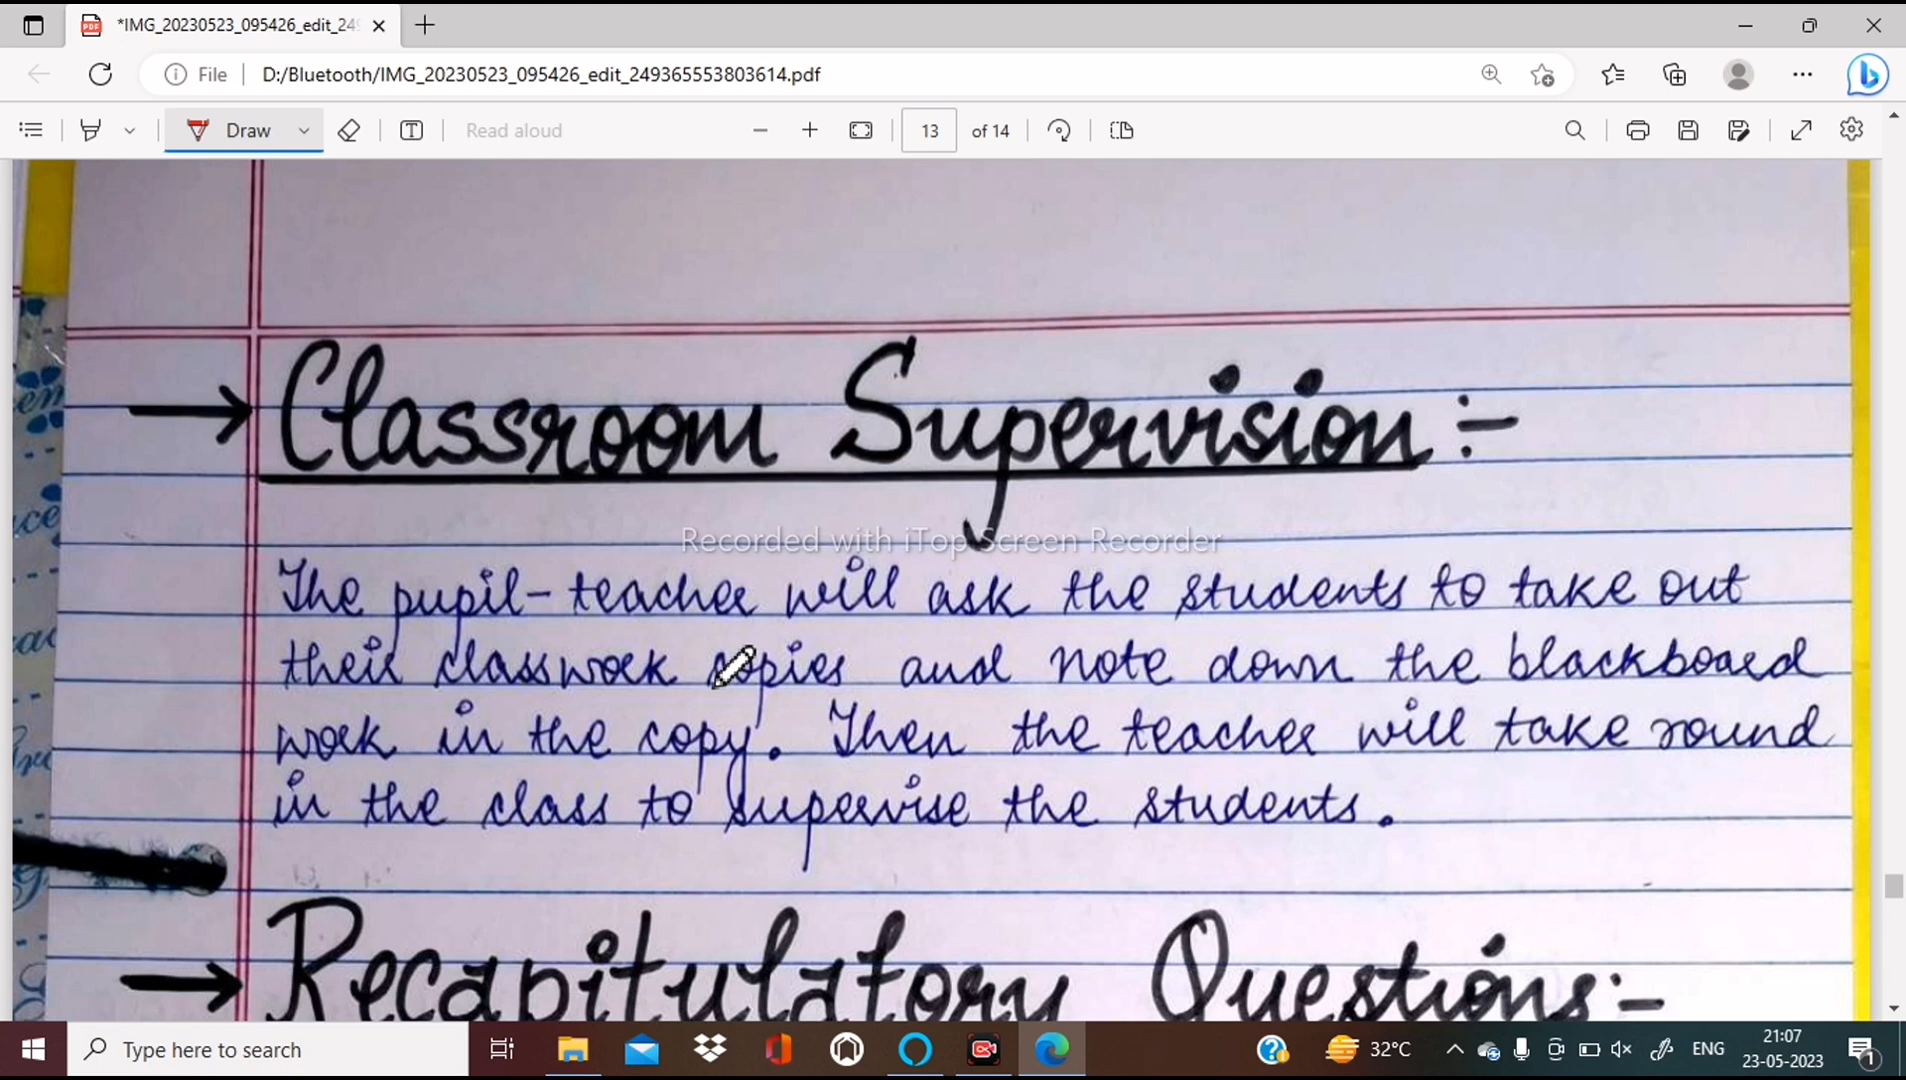 *IMG_20230523_095426_edit_249
File
D:/Bluetooth/IMG_20230523_095426_edit_249365553803614.pdf
Draw
Read aloud
13 of 14
→ Classroom Supervision :-
Recorded with iTop Screen Recorder
The pupil-teacher will ask the students to take out
their classwork copies and note down the blackboard
work in the copy. Then the teacher will take round
in the class to supervise the students.
→ Recapitulatory Questions:-
Type here to search
32°C
ENG
21:07
23-05-2023
1